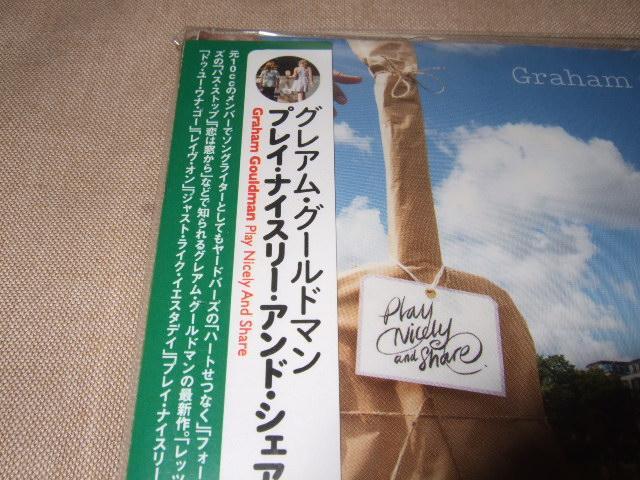 元10ccのメンバーでソングライターとしてもヤードバーズの「ハートせつなく」「フォー
ズの「バス・ストップ」「恋は窓から」などで知られるグレアム・グールドマンの最新作。「レッツ
「ドゥ・ユー・ウナ・ゴー」「レイヴ・オン」「ジャスト・ライク・イエスタデイ」「プレイ・ナイスリー
グレアム・グールドマン
プレイ・ナイスリー・アンド・シェア
Graham Gouldman Play Nicely And Share
Graham
Play
Nicely
and Share